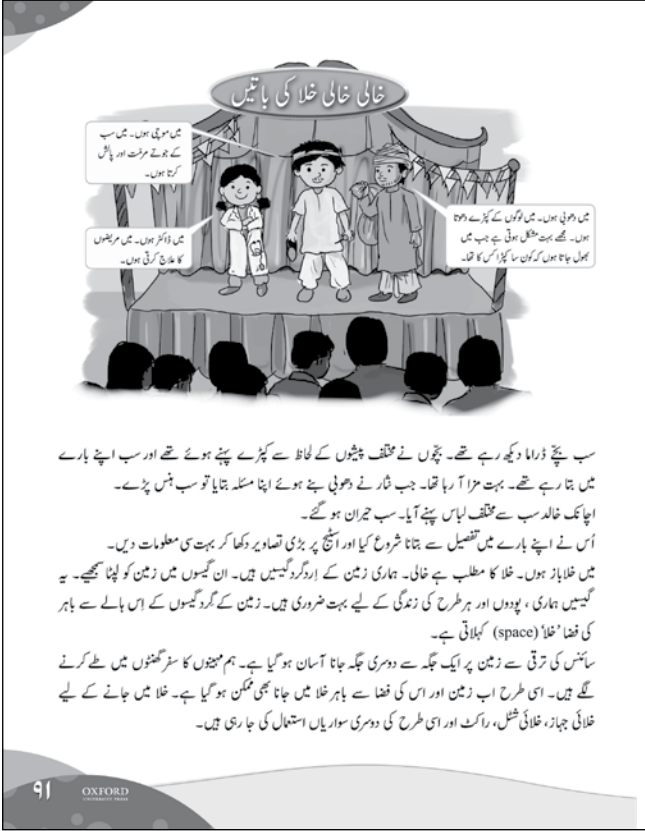 خالی خالی خلا کی باتیں
میں موچی ہوں۔ میں سب
کے جوتے مرمت اور پالش
کرتا ہوں۔
میں ڈاکٹر ہوں۔ میں مریضوں
کا علاج کرتی ہوں۔
میں دھوبی ہوں۔ میں لوگوں کے کپڑے دھوتا
ہوں۔ مجھے بہت مشکل ہوتی ہے جب میں
بھول جاتا ہوں کہ کون سا کپڑا کس کا تھا۔
سب بچّے ڈراما دیکھ رہے تھے۔ بچّوں نے مختلف پیشوں کے لحاظ سے کپڑے پہنے ہوئے تھے اور سب اپنے بارے
میں بتا رہے تھے۔ بہت مزا آ رہا تھا۔ جب نثار نے دھوبی بنے ہوئے اپنا مسئلہ بتایا تو سب ہنس پڑے۔
اچانک خالد سب سے مختلف لباس پہنے آیا۔ سب حیران ہو گئے۔
اُس نے اپنے بارے میں تفصیل سے بتانا شروع کیا اور اسٹیج پر بڑی تصاویر دکھا کر بہت سی معلومات دیں۔
میں خلاباز ہوں۔ خلا کا مطلب ہے خالی۔ ہماری زمین کے اِردگرد گیسیں ہیں۔ ان گیسوں میں زمین کو لپٹا سمجھیے۔ یہ
گیسیں ہماری ، پودوں اور ہر طرح کی زندگی کے لیے بہت ضروری ہیں۔ زمین کے گرد گیسوں کے اِس ہالے سے باہر
کی فضا ’خلا‘ (space) کہلاتی ہے۔
سائنس کی ترقی سے زمین پر ایک جگہ سے دوسری جگہ جانا آسان ہو گیا ہے۔ ہم مہینوں کا سفر گھنٹوں میں طے کرنے
لگے ہیں۔ اسی طرح اب زمین اور اس کی فضا سے باہر خلا میں جانا بھی ممکن ہو گیا ہے۔ خلا میں جانے کے لیے
خلائی جہاز، خلائی شٹل، راکٹ اور اسی طرح کی دوسری سواریاں استعمال کی جا رہی ہیں۔
۹۱
OXFORD
UNIVERSITY PRESS